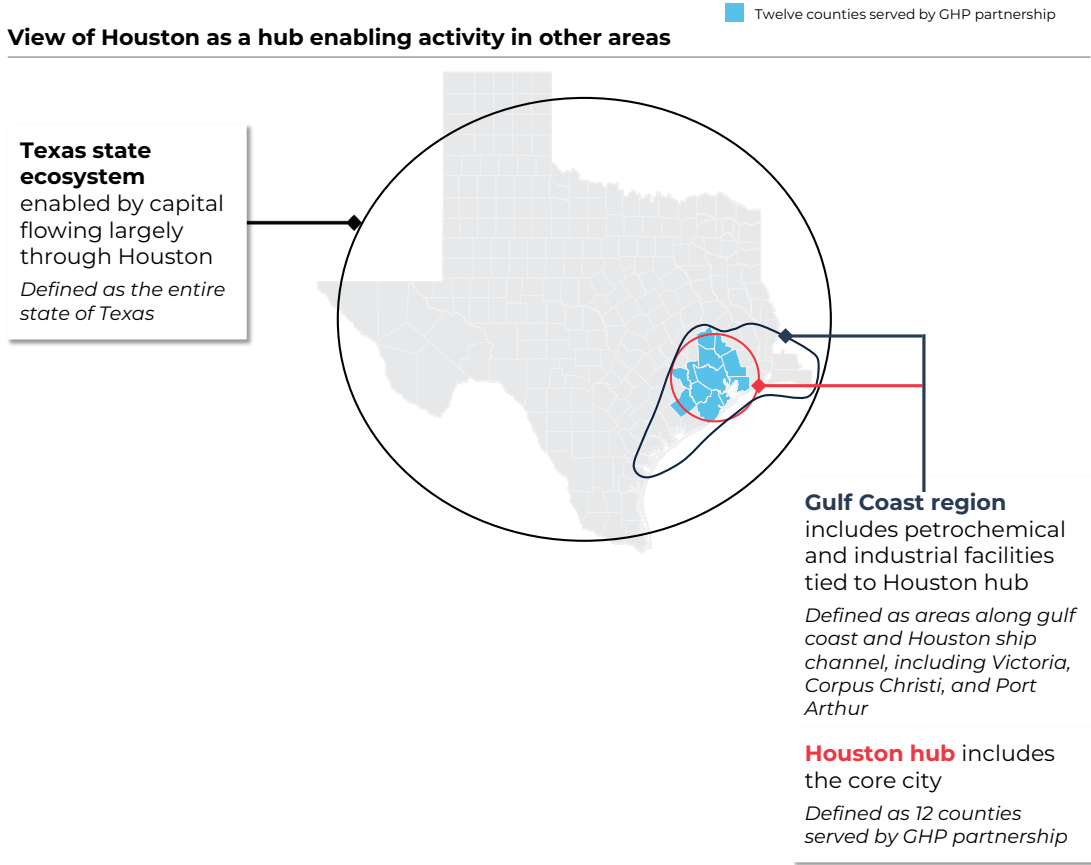 Twelve counties served by GHP partnership
View of Houston as a hub enabling activity in other areas
Texas state
ecosystem
enabled by capital
flowing largely
through Houston
Defined as the entire
state of Texas
Gulf Coast region
includes petrochemical
and industrial facilities
tied to Houston hub
Defined as areas along gulf
coast and Houston ship
channel, including Victoria,
Corpus Christi, and Port
Arthur
Houston hub includes
the core city
Defined as 12 counties
served by GHP partnership